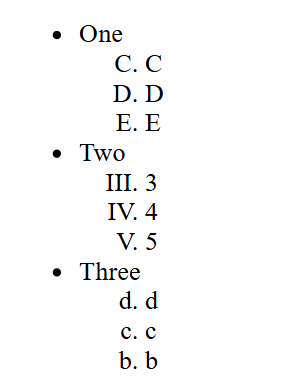 • One
C. C
D. D
E. E
• Two
III. 3
IV. 4
V. 5
• Three
d. d
c. c
b. b